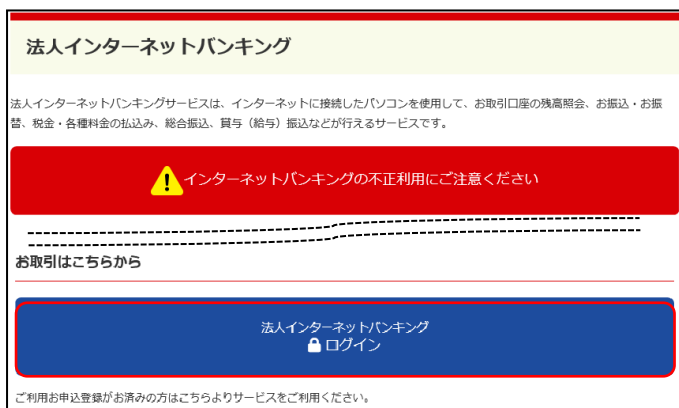 法人インターネットバンキング
法人インターネットバンキングサービスは、インターネットに接続したパソコンを使用して、お取引口座の残高照会、お振込・お振
替、税金・各種料金の払込み、総合振込、賞与（給与）振込などが行えるサービスです。
インターネットバンキングの不正利用にご注意ください
お取引はこちらから
法人インターネットバンキング
ログイン
ご利用お申込登録がお済みの方はこちらよりサービスをご利用ください。